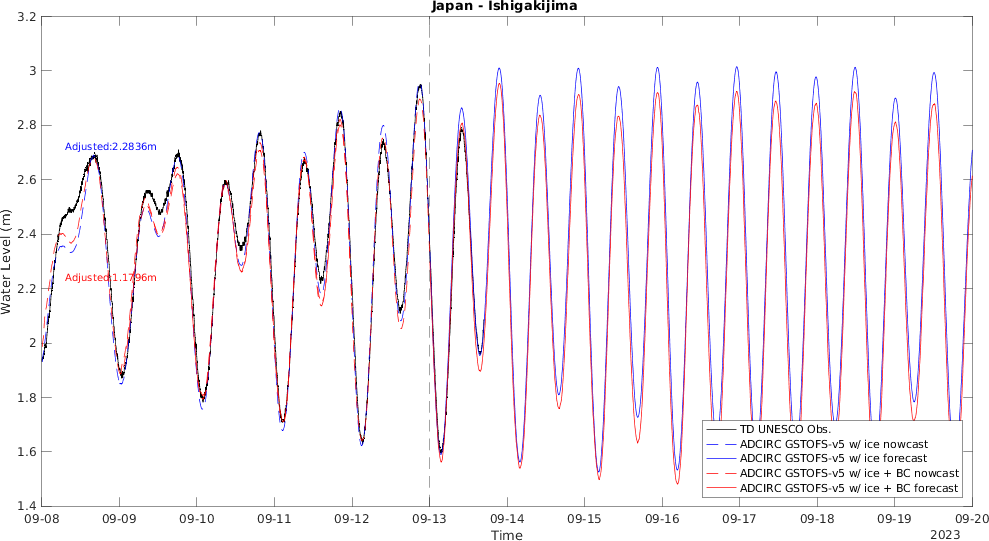 Japan - Ishigakijima
3.2
3
2.8
2.6
2.4
2.2
2
1.8
1.6
1.4
Water Level (m)
Adjusted:2.2836m
Adjusted:1.1796m
TD UNESCO Obs.
ADCIRC GSTOFS-v5 w/ ice nowcast
ADCIRC GSTOFS-v5 w/ ice forecast
ADCIRC GSTOFS-v5 w/ ice + BC nowcast
ADCIRC GSTOFS-v5 w/ ice + BC forecast
09-08 09-09 09-10 09-11 09-12 09-13 09-14 09-15 09-16 09-17 09-18 09-19 09-20
Time
2023